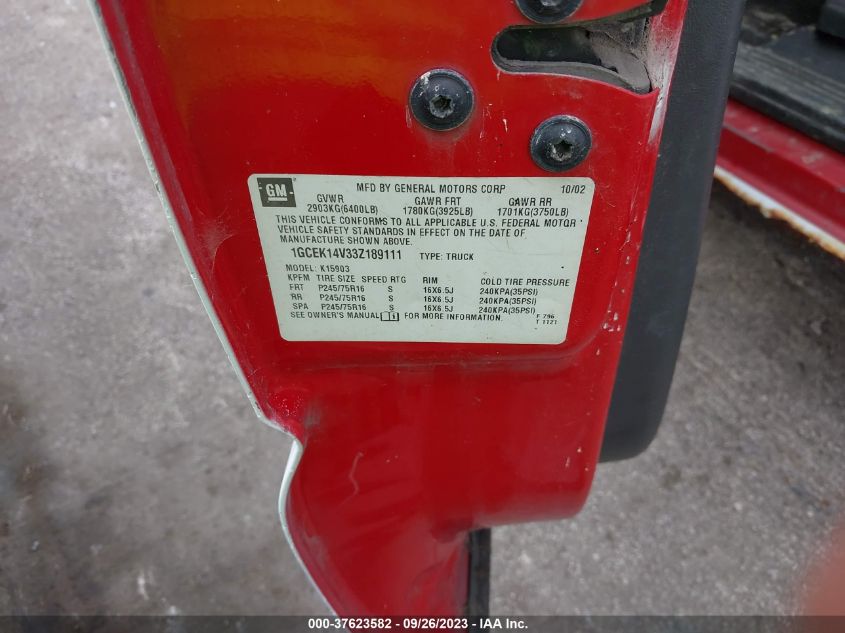 GM MFD BY GENERAL MOTORS CORP 10/02
GVWR GAWR FRT GAWR RR
2903KG(6400LB) 1780KG(3925LB) 1701KG(3750LB)
THIS VEHICLE CONFORMS TO ALL APPLICABLE U.S. FEDERAL MOTOR
VEHICLE SAFETY STANDARDS IN EFFECT ON THE DATE OF
MANUFACTURE SHOWN ABOVE.
1GCEK14V33Z189111 TYPE: TRUCK
MODEL: K15903
KPFM TIRE SIZE SPEED RTG RIM COLD TIRE PRESSURE
FRT P245/75R16 S 16X6.5J 240KPA(35PSI)
RR P245/75R16 S 16X6.5J 240KPA(35PSI)
SPA P245/75R16 S 16X6.5J 240KPA(35PSI)
SEE OWNER'S MANUAL FOR MORE INFORMATION.
F 796
T 1121
000-37623582 - 09/26/2023 - IAA Inc.